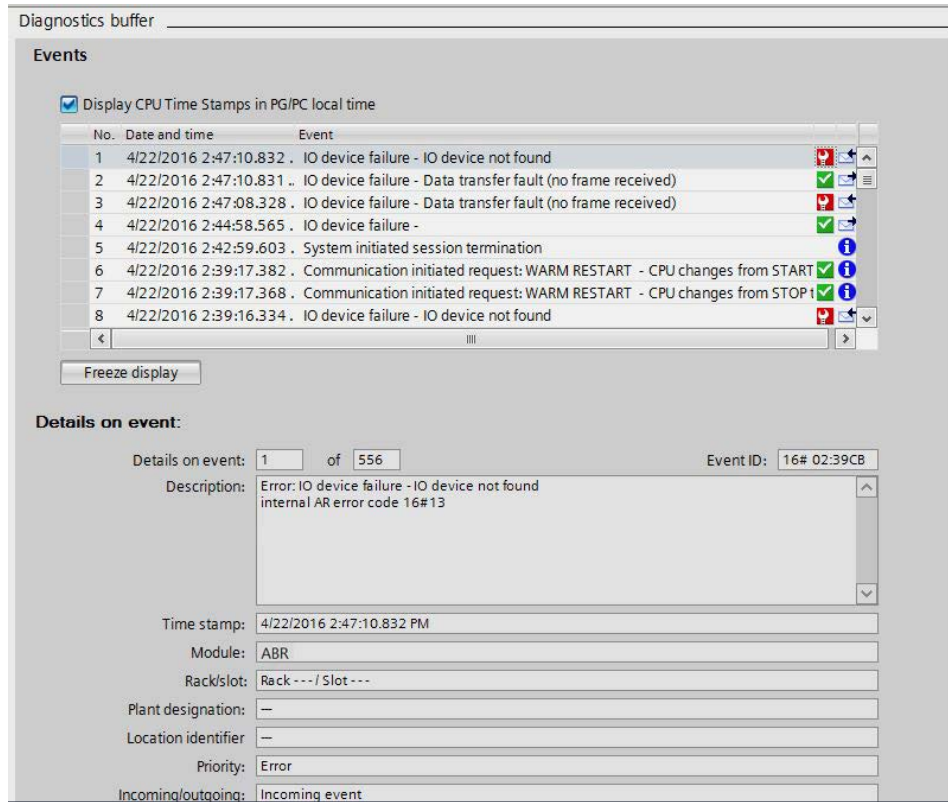 Diagnostics buffer
Events
Display CPU Time Stamps in PG/PC local time
No. Date and time Event
1 4/22/2016 2:47:10.832 . IO device failure - IO device not found
2 4/22/2016 2:47:10.831 .. IO device failure - Data transfer fault (no frame received)
3 4/22/2016 2:47:08.328 . IO device failure - Data transfer fault (no frame received)
4 4/22/2016 2:44:58.565 . IO device failure -
5 4/22/2016 2:42:59.603 . System initiated session termination
6 4/22/2016 2:39:17.382 . Communication initiated request: WARM RESTART - CPU changes from START
7 4/22/2016 2:39:17.368 . Communication initiated request: WARM RESTART - CPU changes from STOP t
8 4/22/2016 2:39:16.334 . IO device failure - IO device not found
Freeze display
Details on event:
Details on event: 1 of 556 Event ID: 16# 02:39CB
Description: Error: IO device failure - IO device not found
internal AR error code 16#13
Time stamp: 4/22/2016 2:47:10.832 PM
Module: ABR
Rack/slot: Rack - - - / Slot - - -
Plant designation: —
Location identifier —
Priority: Error
Incoming/outgoing: Incoming event